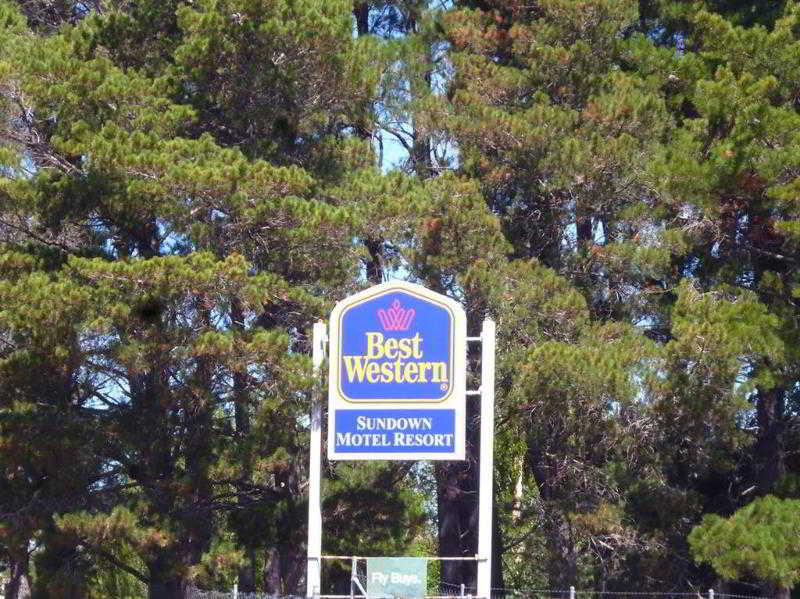 Best
Western®
SUNDOWN
MOTEL RESORT
Fly Buys.